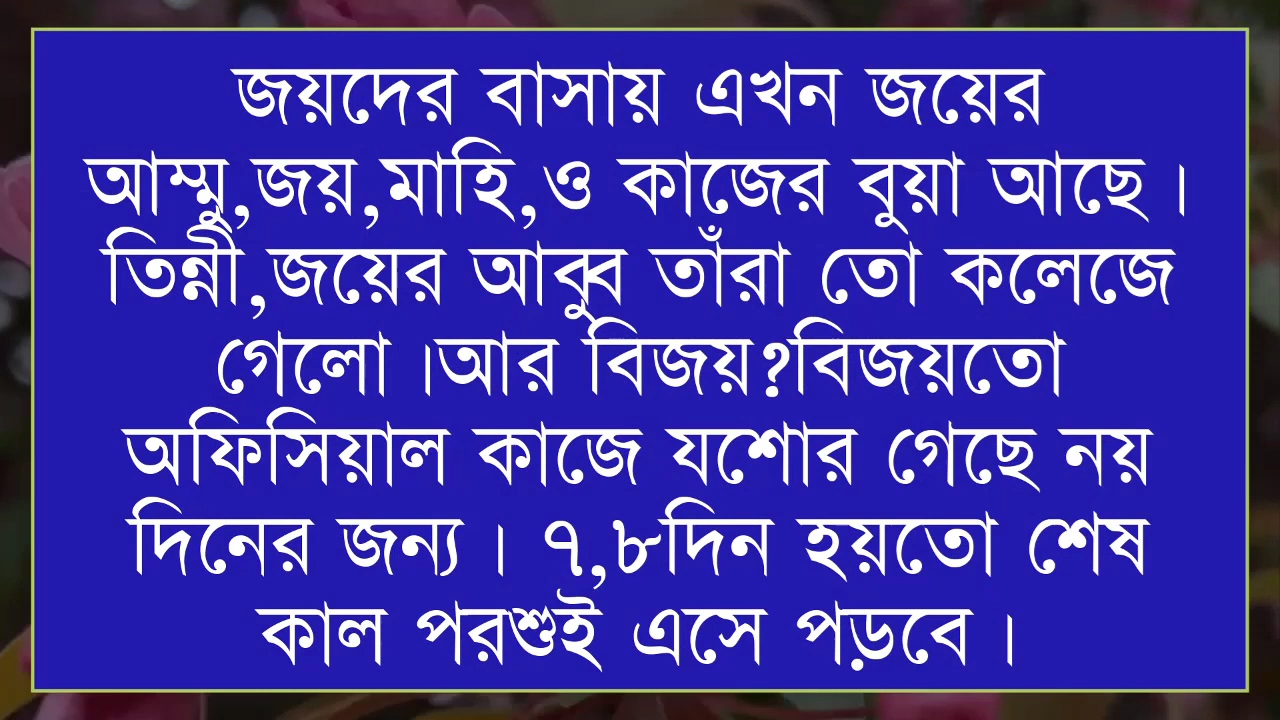 জয়দের বাসায় এখন জয়ের
আম্মু,জয়,মাহি,ও কাজের বুয়া আছে।
তিন্নী,জয়ের আব্বু তাঁরা তো কলেজে
গেলো।আর বিজয়?বিজয়তো
অফিসিয়াল কাজে যশোর গেছে নয়
দিনের জন্য। ৭,৮দিন হয়তো শেষ
কাল পরশুই এসে পড়বে।